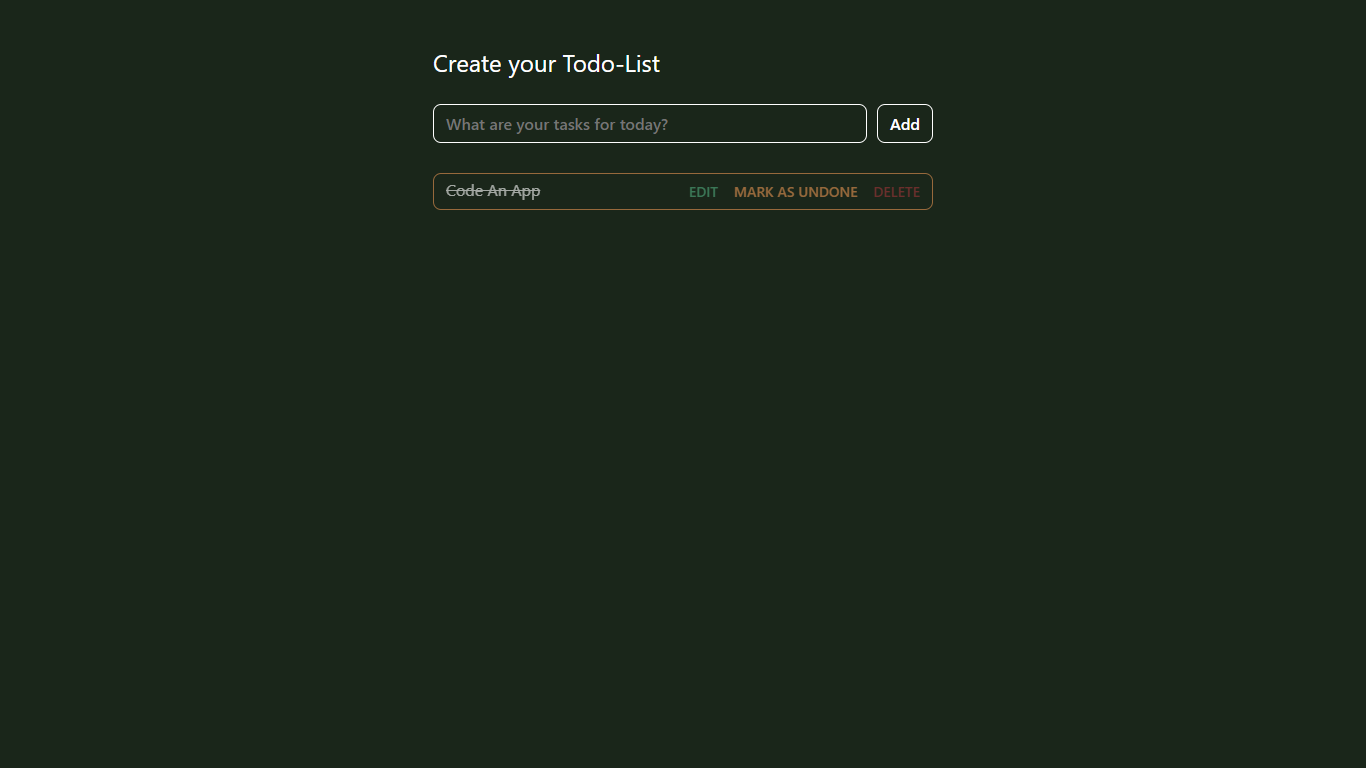 Create your Todo-List
What are your tasks for today? Add
Code An App EDIT MARK AS UNDONE DELETE